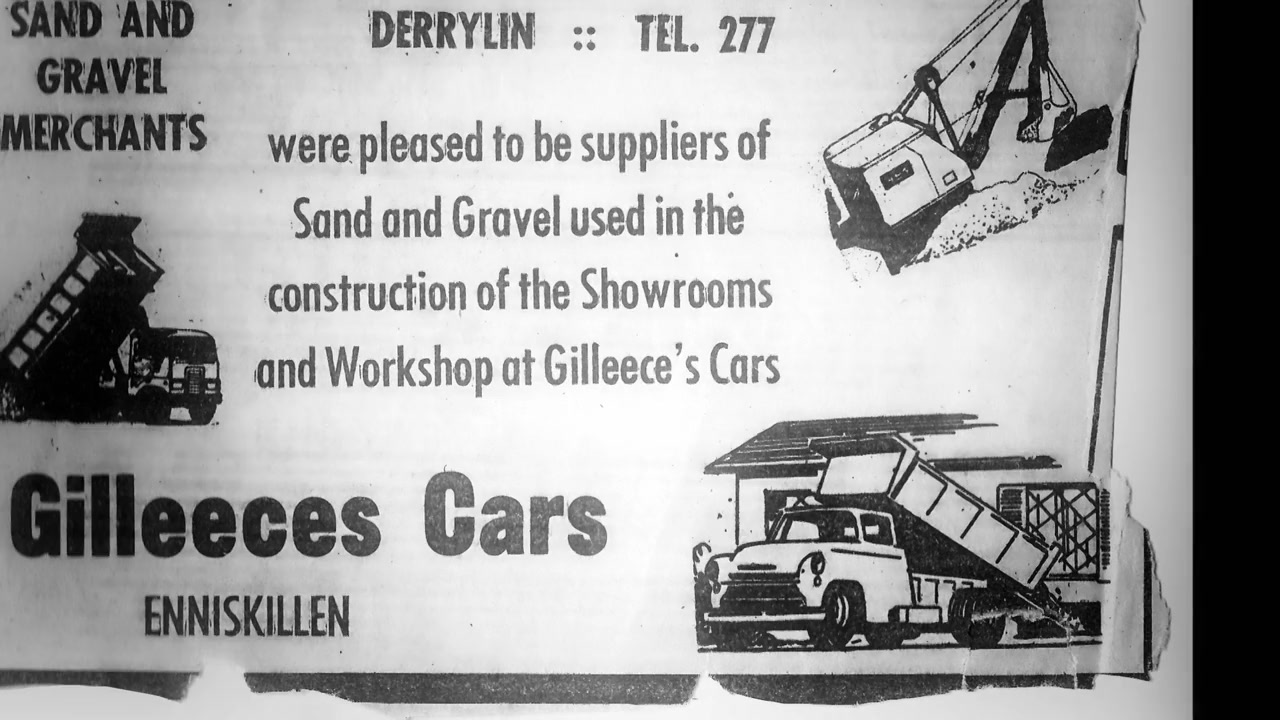 SAND AND
GRAVEL
MERCHANTS
DERRYLIN :: TEL. 277
were pleased to be suppliers of
Sand and Gravel used in the
construction of the Showrooms
and Workshop at Gilleece's Cars
Gilleeces Cars
ENNISKILLEN